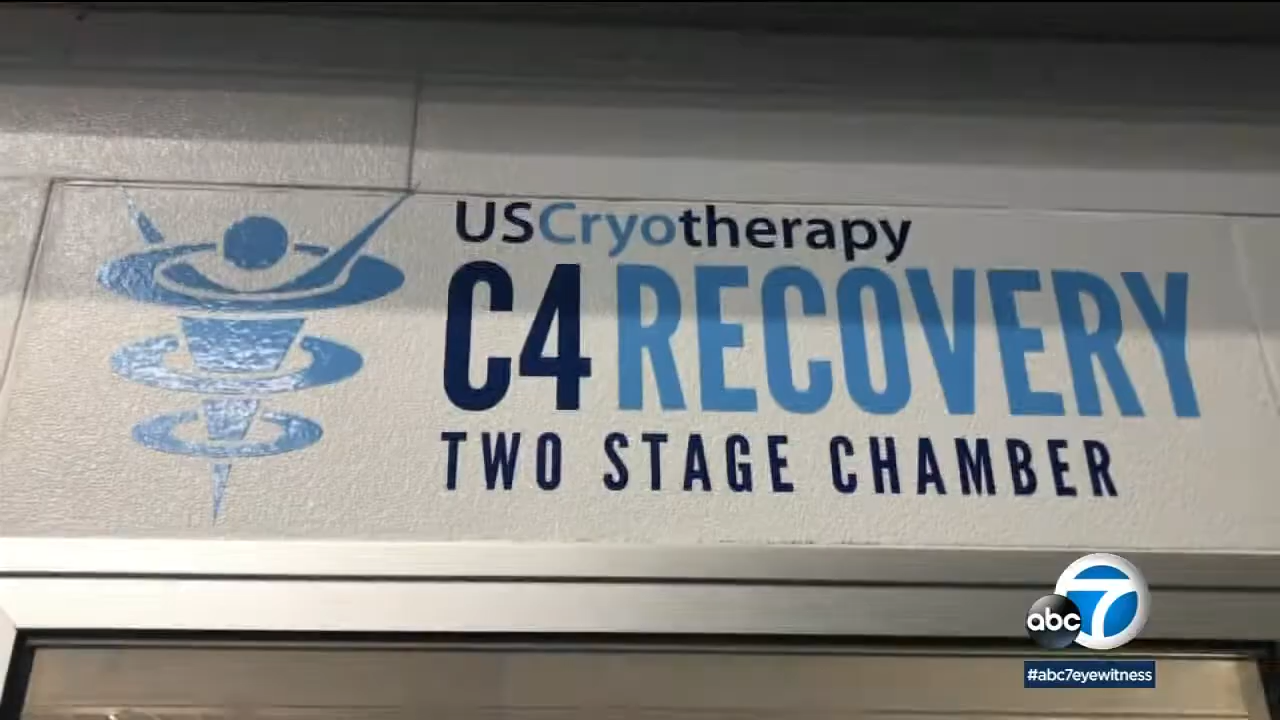 USCryotherapy
C4 RECOVERY
TWO STAGE CHAMBER
abc 7
#abc7eyewitness